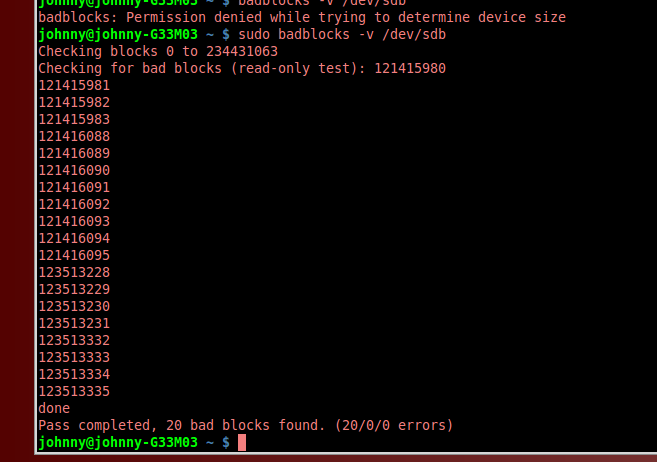 johnny@johnny-G33M03 ~ $ badblocks -v /dev/sdb
badblocks: Permission denied while trying to determine device size
johnny@johnny-G33M03 ~ $ sudo badblocks -v /dev/sdb
Checking blocks 0 to 234431063
Checking for bad blocks (read-only test): 121415980
121415981
121415982
121415983
121416088
121416089
121416090
121416091
121416092
121416093
121416094
121416095
123513228
123513229
123513230
123513231
123513332
123513333
123513334
123513335
done
Pass completed, 20 bad blocks found. (20/0/0 errors)
johnny@johnny-G33M03 ~ $